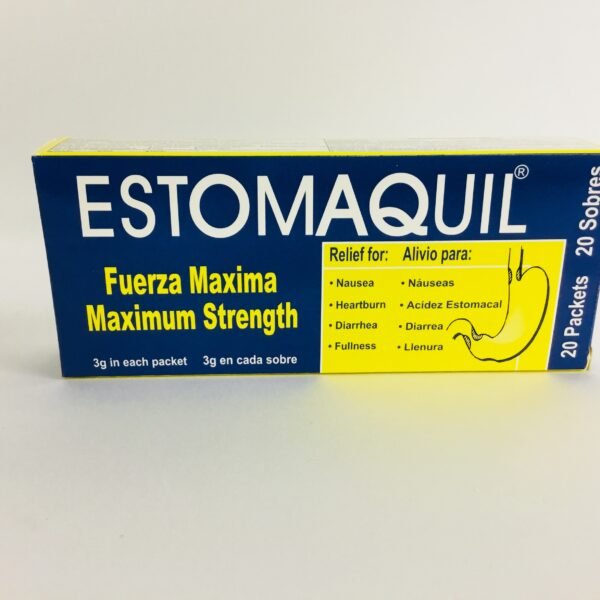 ESTOMAQUIL®
Fuerza Maxima
Maximum Strength
3g in each packet 3g en cada sobre
Relief for: Alivio para:
• Nausea • Náuseas
• Heartburn • Acidez Estomacal
• Diarrhea • Diarrea
• Fullness • Llenura
20 Packets 20 Sobres